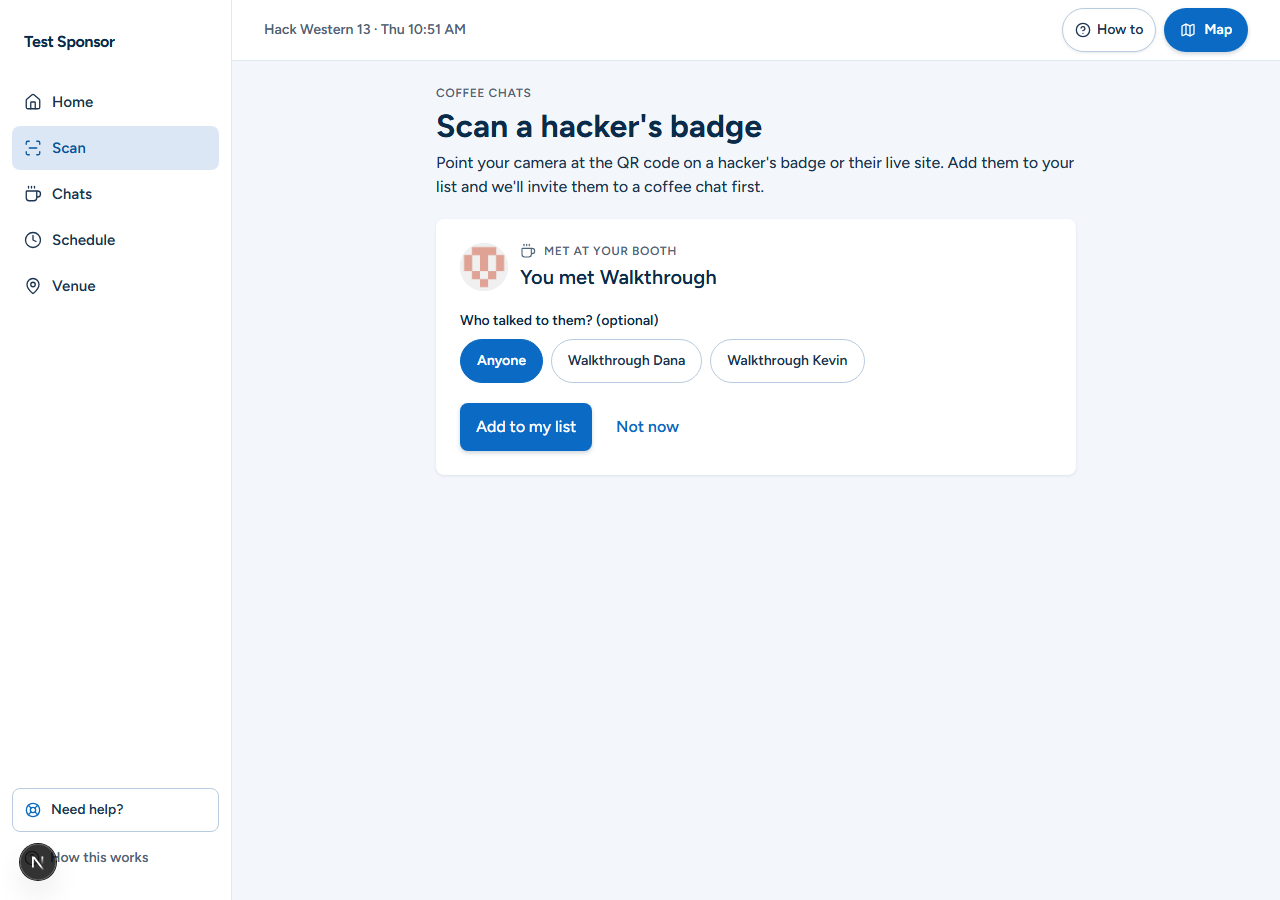 Test Sponsor
Home
Scan
Chats
Schedule
Venue
Need help?
How this works
N
Hack Western 13 · Thu 10:51 AM
How to
Map
COFFEE CHATS
Scan a hacker's badge
Point your camera at the QR code on a hacker's badge or their live site. Add them to your
list and we'll invite them to a coffee chat first.
MET AT YOUR BOOTH
You met Walkthrough
Who talked to them? (optional)
Anyone
Walkthrough Dana
Walkthrough Kevin
Add to my list
Not now